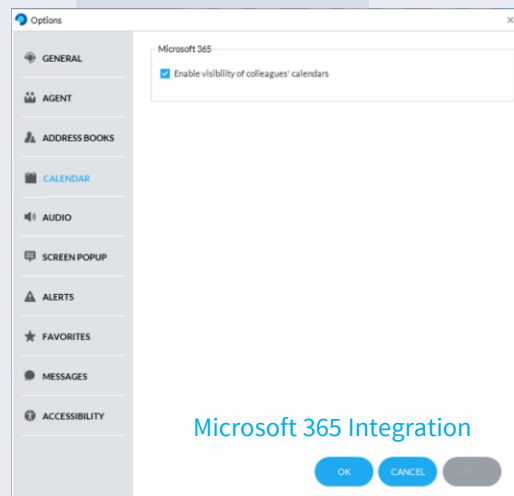 Options
×
Microsoft 365
Enable visibility of colleagues' calendars
GENERAL
AGENT
ADDRESS BOOKS
CALENDAR
AUDIO
SCREEN POPUP
ALERTS
FAVORITES
MESSAGES
ACCESSIBILITY
Microsoft 365 Integration
OK CANCEL